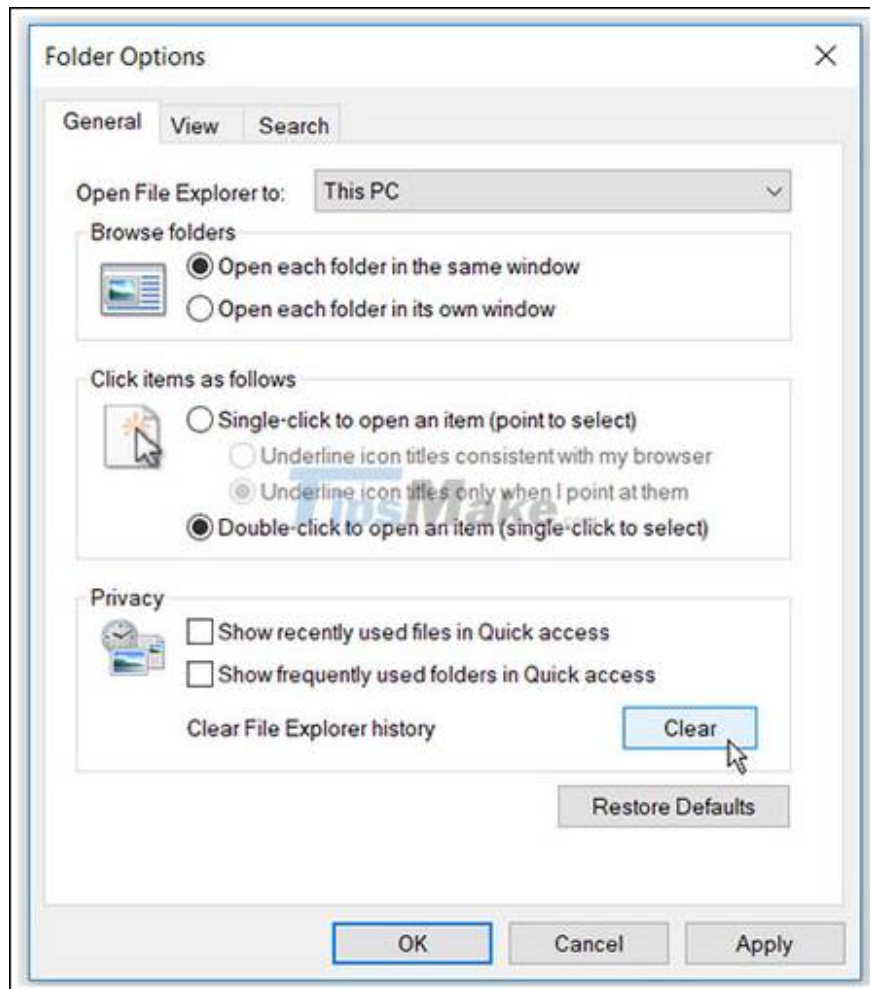 Folder Options
General View Search
Open File Explorer to: This PC
Browse folders
Open each folder in the same window
Open each folder in its own window
Click items as follows
Single-click to open an item (point to select)
Underline icon titles consistent with my browser
Underline icon titles only when I point at them
TipsMake.com
Double-click to open an item (single-click to select)
Privacy
Show recently used files in Quick access
Show frequently used folders in Quick access
Clear File Explorer history Clear
Restore Defaults
OK Cancel Apply